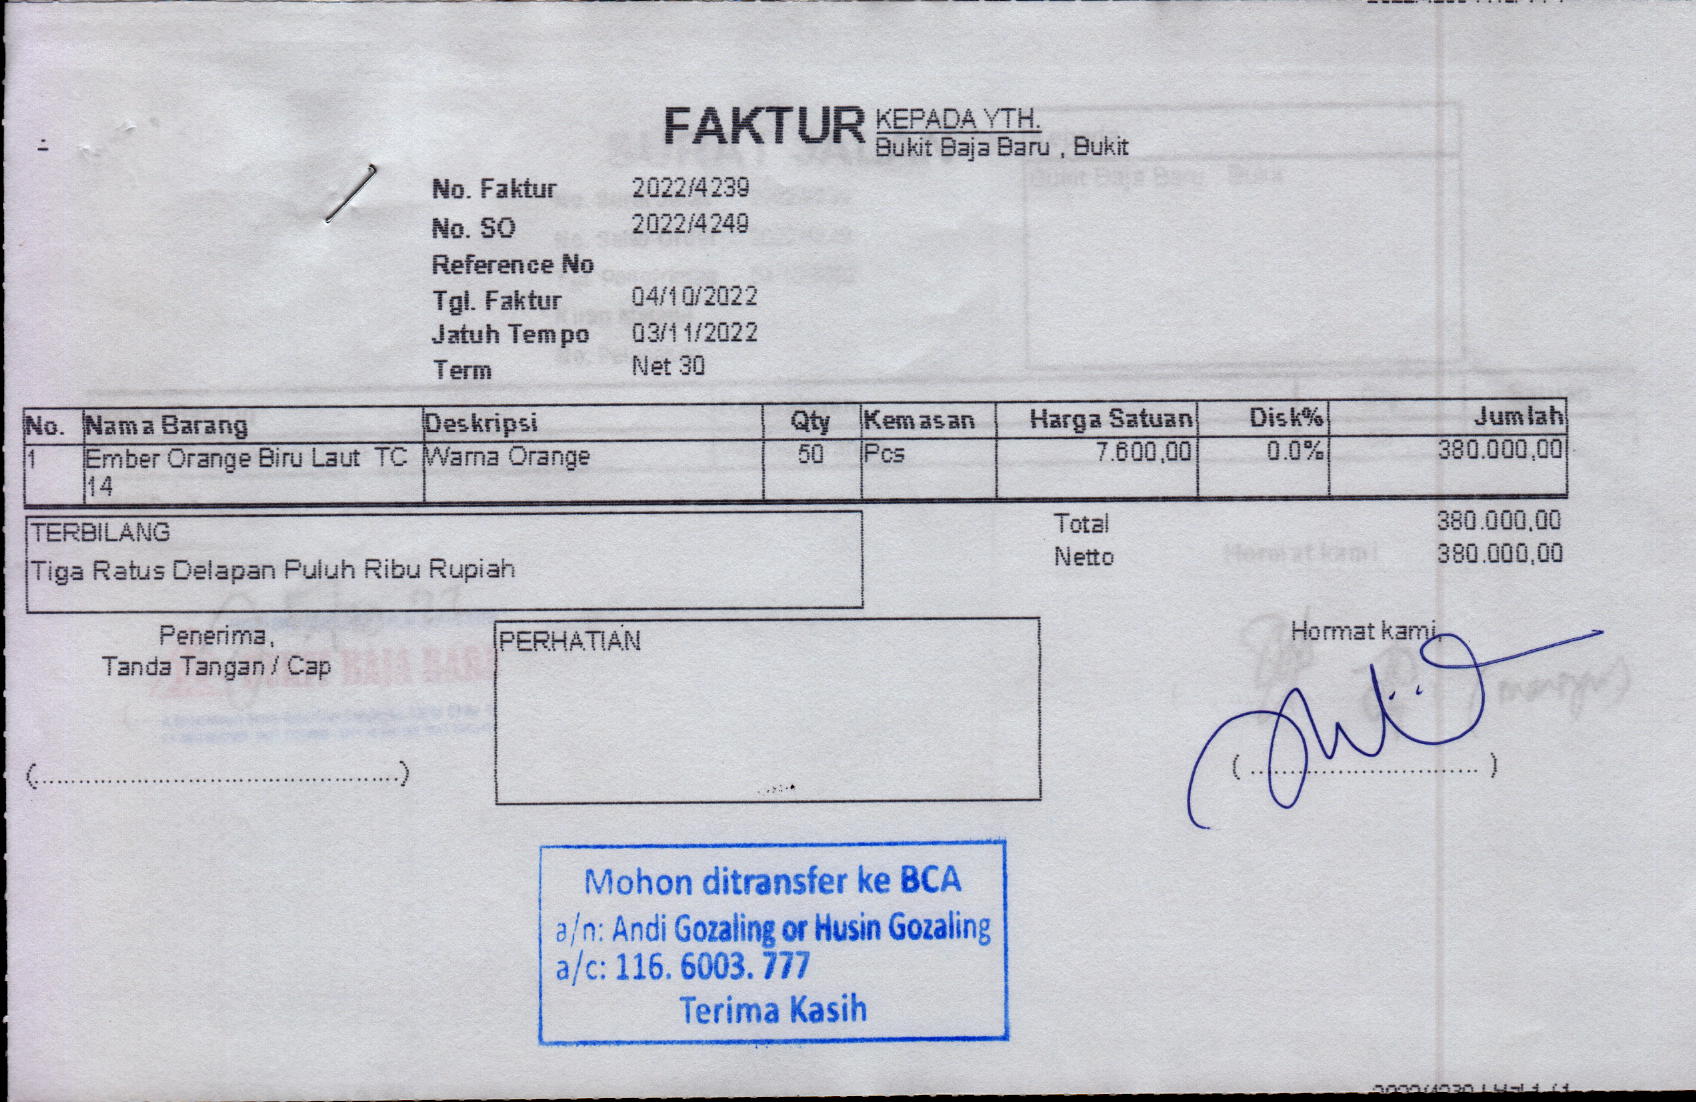 FAKTUR KEPADA YTH.
Bukit Baja Baru , Bukit
No. Faktur 2022/4239
No. SO 2022/4249
Reference No
Tgl. Faktur 04/10/2022
Jatuh Tempo 03/11/2022
Term Net 30
No. Nama Barang Deskripsi Qty Kemasan Harga Satuan Disk% Jumlah
1 Ember Orange Biru Laut TC Warna Orange 50 Pcs 7.600,00 0.0% 380.000,00
14
TERBILANG
Tiga Ratus Delapan Puluh Ribu Rupiah
Total 380.000,00
Netto 380.000,00
Penerima,
Tanda Tangan / Cap
PERHATIAN
Hormat kami,
Mohon ditransfer ke BCA
a/n: Andi Gozaling or Husin Gozaling
a/c: 116. 6003. 777
Terima Kasih